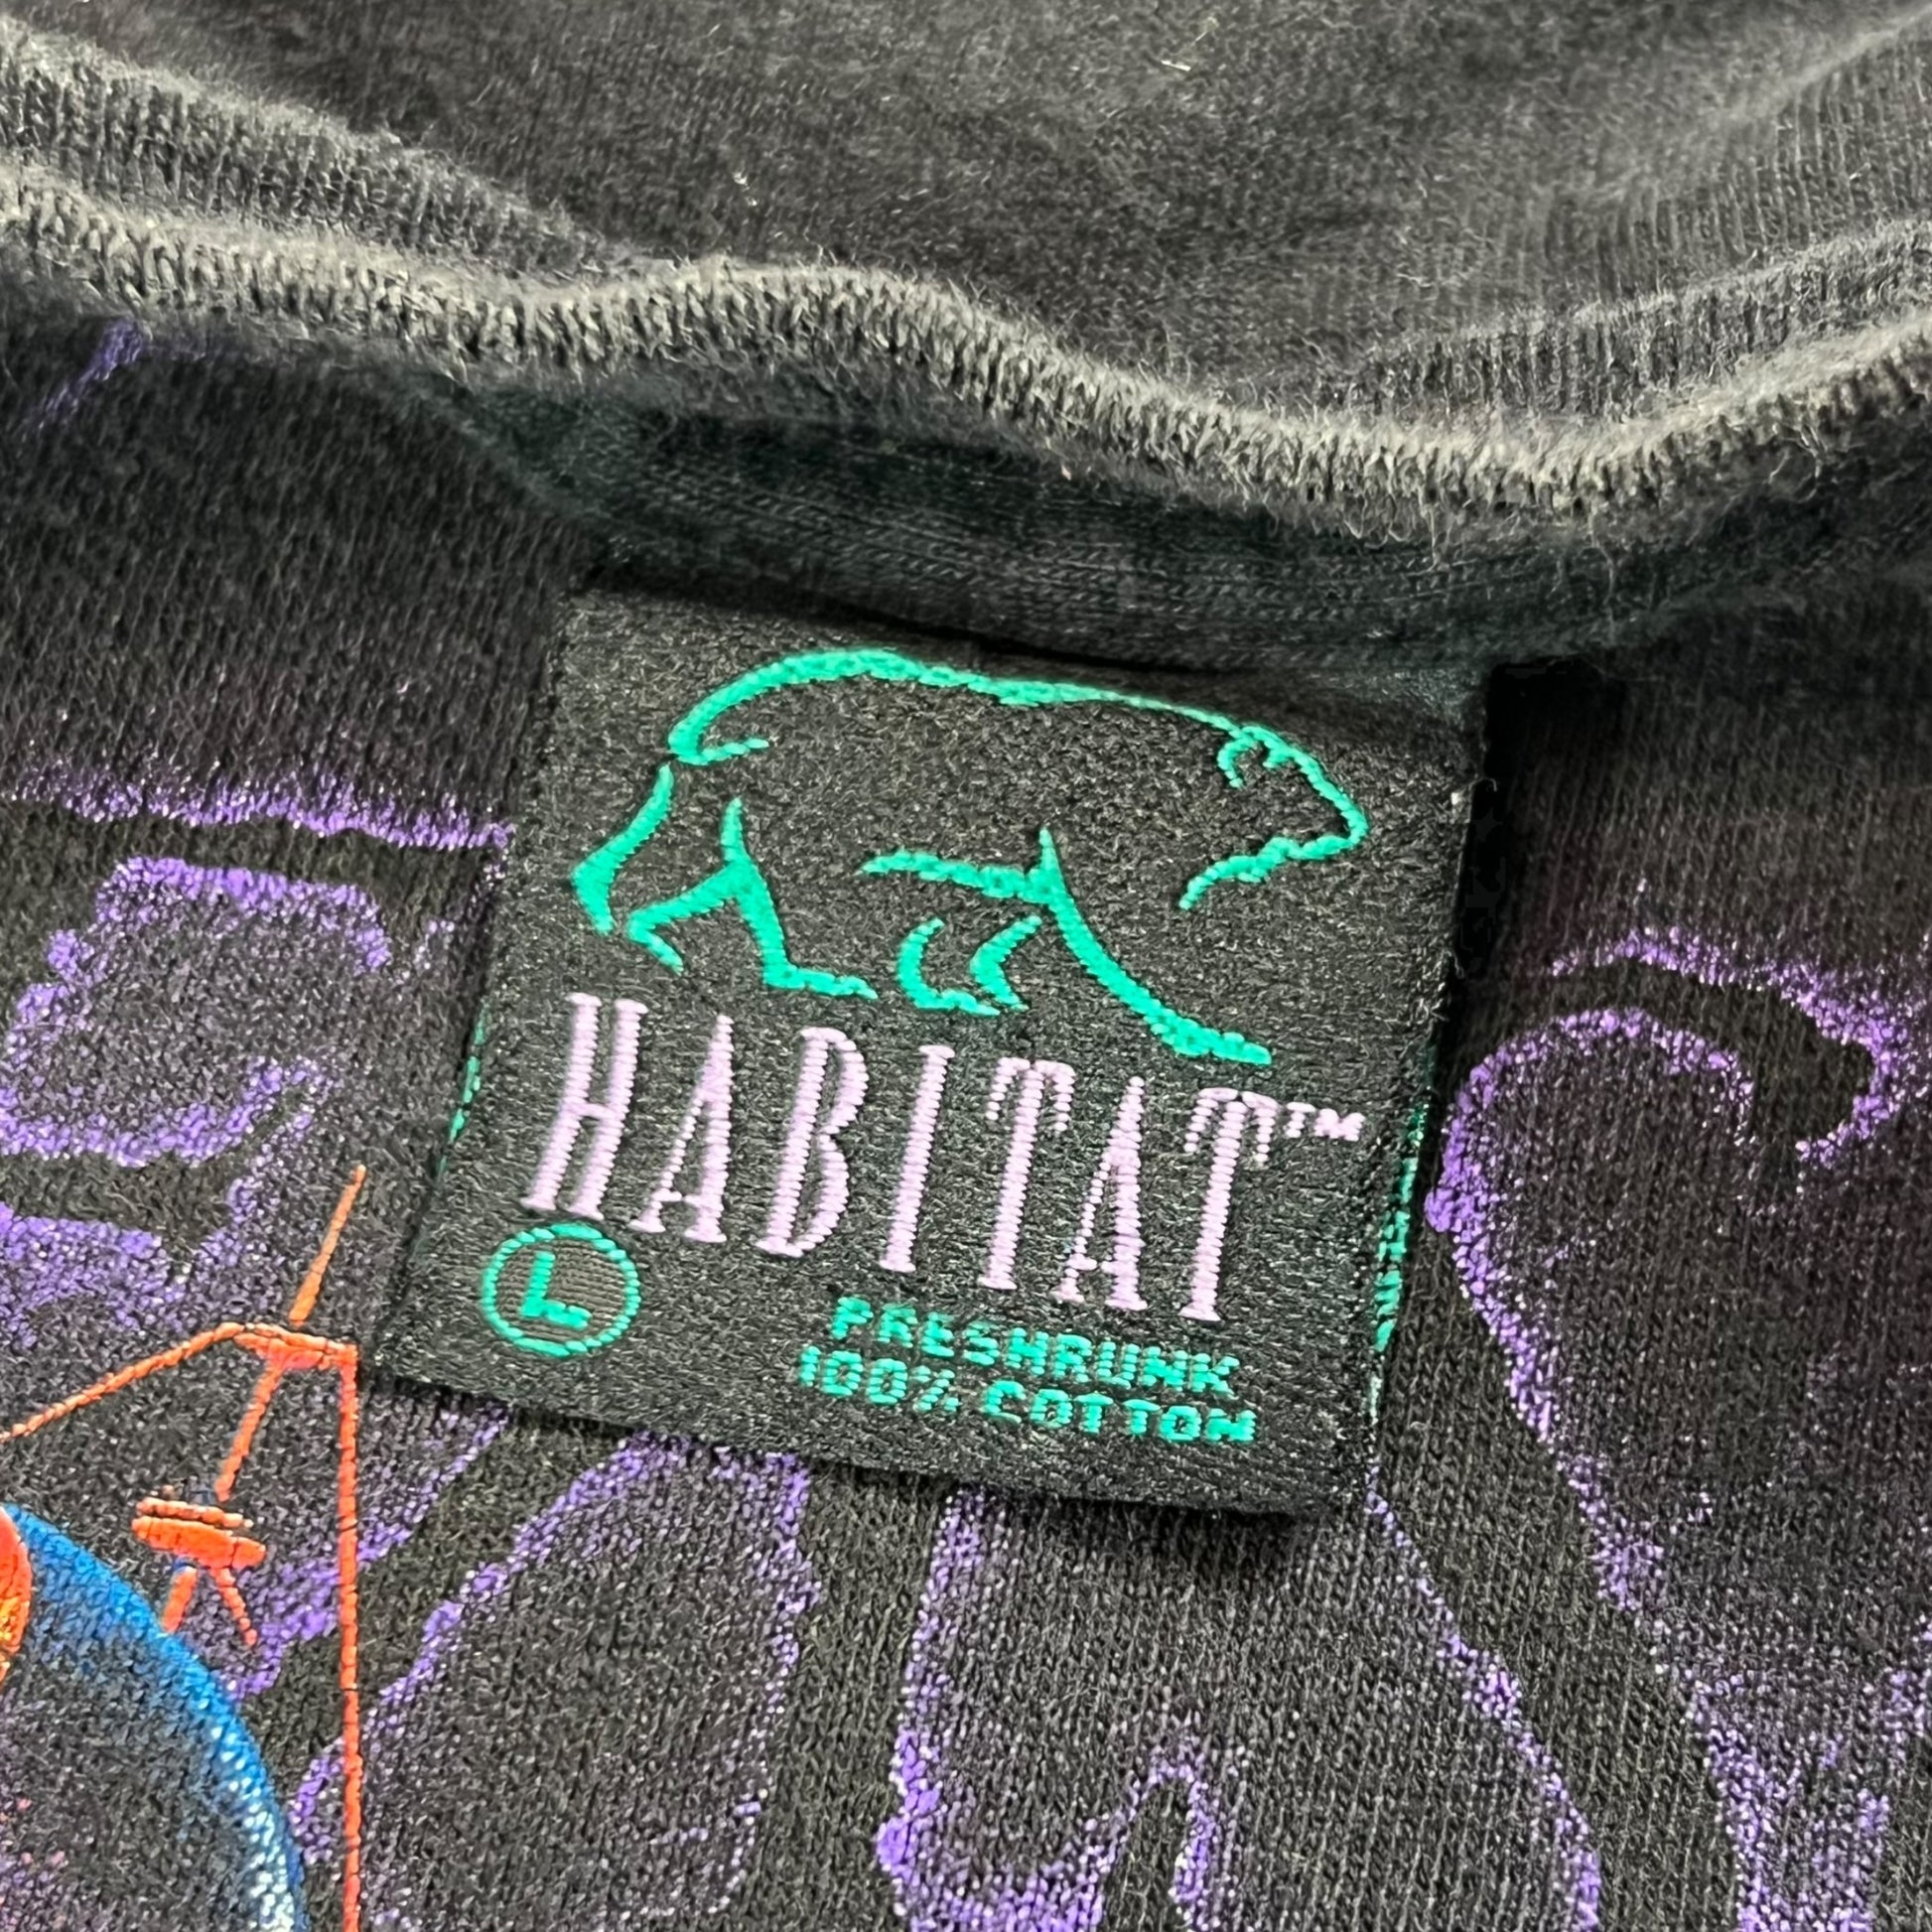 HABITAT™
L
PRESHRUNK
100% COTTON